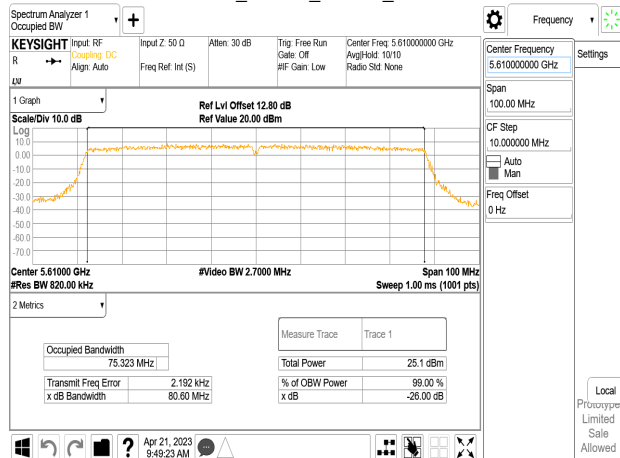 Spectrum Analyzer 1
Occupied BW
+
Frequency
KEYSIGHT
R
LXI
Input: RF
Coupling: DC
Align: Auto
Input Z: 50 Ω
Freq Ref: Int (S)
Atten: 30 dB
Trig: Free Run
Gate: Off
#IF Gain: Low
Center Freq: 5.610000000 GHz
Avg|Hold: 10/10
Radio Std: None
Center Frequency
5.610000000 GHz
Settings
Span
100.00 MHz
CF Step
10.000000 MHz
Auto
Man
Freq Offset
0 Hz
1 Graph
Scale/Div 10.0 dB
Ref Lvl Offset 12.80 dB
Ref Value 20.00 dBm
Log
10.0
0.00
-10.0
-20.0
-30.0
-40.0
-50.0
-60.0
-70.0
Center 5.61000 GHz
#Video BW 2.7000 MHz
Span 100 MHz
#Res BW 820.00 kHz
Sweep 1.00 ms (1001 pts)
2 Metrics
Measure Trace
Trace 1
Occupied Bandwidth
75.323 MHz
Total Power
25.1 dBm
Transmit Freq Error
2.192 kHz
% of OBW Power
99.00 %
x dB Bandwidth
80.60 MHz
x dB
-26.00 dB
Local
Prototype
Limited
Sale
Allowed
?
Apr 21, 2023
9:49:23 AM